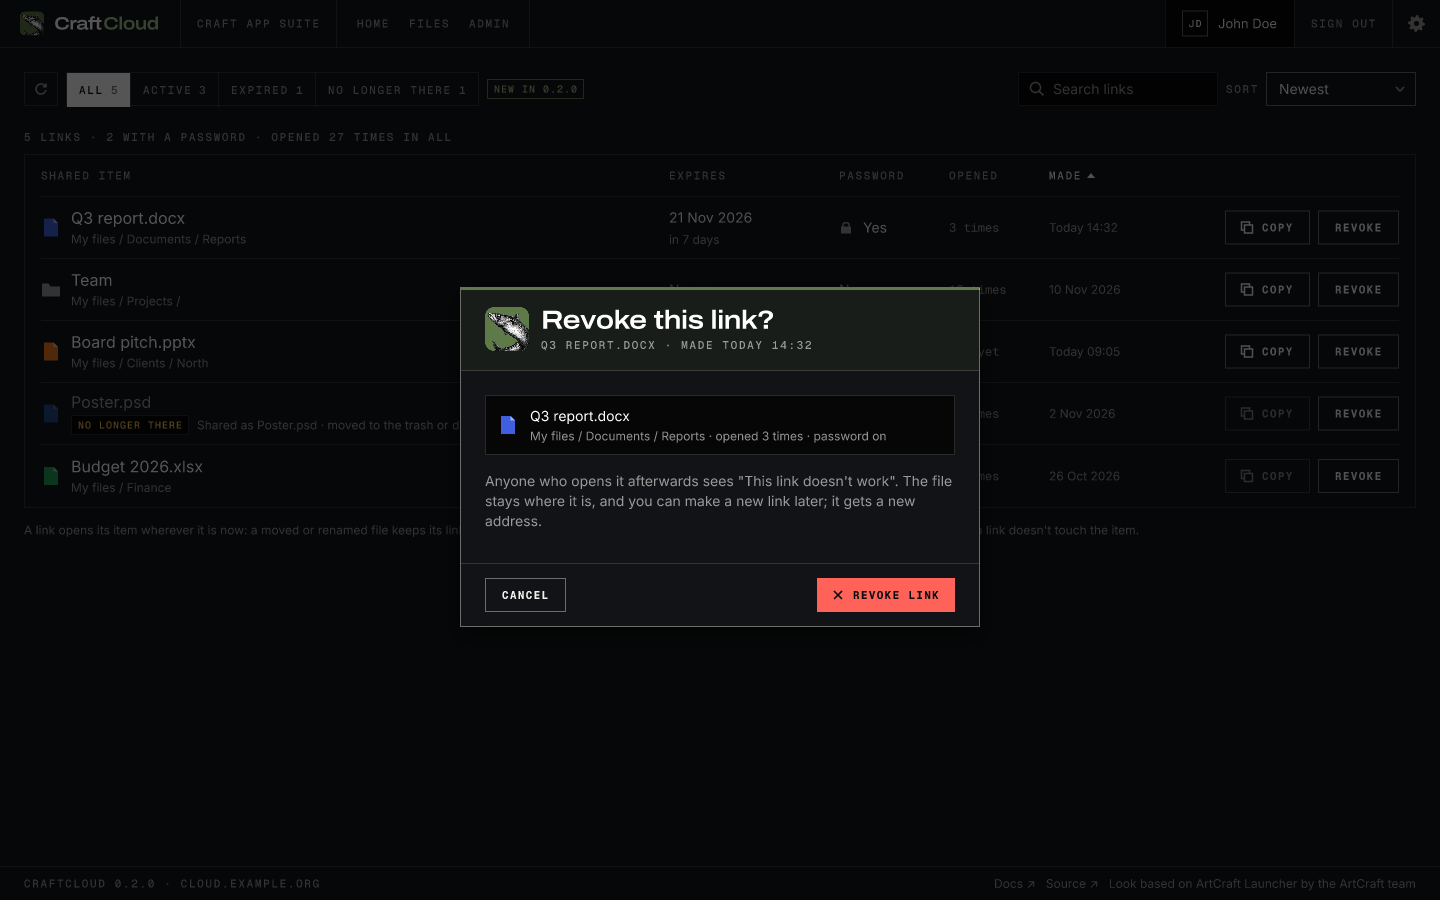 CraftCloud
CRAFT APP SUITE
HOME FILES ADMIN
JD John Doe
SIGN OUT
ALL 5
ACTIVE 3
EXPIRED 1
NO LONGER THERE 1
NEW IN 0.2.0
Search links
SORT
Newest
5 LINKS · 2 WITH A PASSWORD · OPENED 27 TIMES IN ALL
SHARED ITEM EXPIRES PASSWORD OPENED MADE
Q3 report.docx
My files / Documents / Reports
21 Nov 2026
in 7 days
Yes
3 times
Today 14:32
COPY
REVOKE
Team
My files / Projects /
times
10 Nov 2026
COPY
REVOKE
Board pitch.pptx
My files / Clients / North
yet
Today 09:05
COPY
REVOKE
Poster.psd
NO LONGER THERE
Shared as Poster.psd · moved to the trash or
2 Nov 2026
COPY
REVOKE
Budget 2026.xlsx
My files / Finance
26 Oct 2026
COPY
REVOKE
A link opens its item wherever it is now: a moved or renamed file keeps its
link doesn't touch the item.
Revoke this link?
Q3 REPORT.DOCX · MADE TODAY 14:32
Q3 report.docx
My files / Documents / Reports · opened 3 times · password on
Anyone who opens it afterwards sees "This link doesn't work". The file
stays where it is, and you can make a new link later; it gets a new
address.
CANCEL
REVOKE LINK
CRAFTCLOUD 0.2.0 · CLOUD.EXAMPLE.ORG
Docs ↗ Source ↗ Look based on ArtCraft Launcher by the ArtCraft team